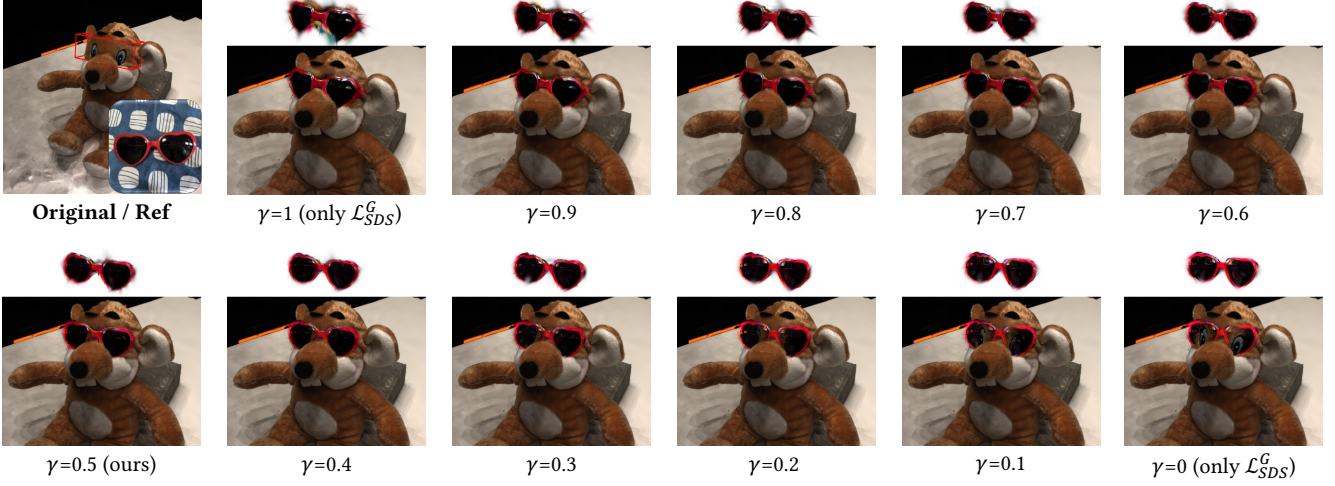 Original / Ref
γ=1 (only ℒ^G_SDS)
γ=0.9
γ=0.8
γ=0.7
γ=0.6
γ=0.5 (ours)
γ=0.4
γ=0.3
γ=0.2
γ=0.1
γ=0 (only ℒ^G_SDS)